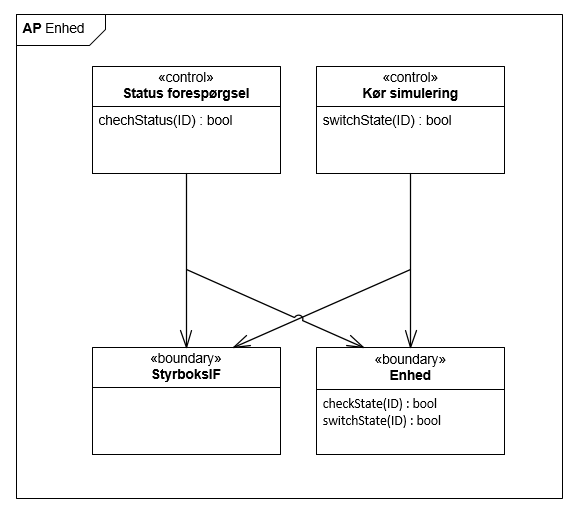 AP Enhed
«control»
Status forespørgsel
chechStatus(ID) : bool
«control»
Kør simulering
switchState(ID) : bool
«boundary»
StyrboksIF
«boundary»
Enhed
checkState(ID) : bool
switchState(ID) : bool